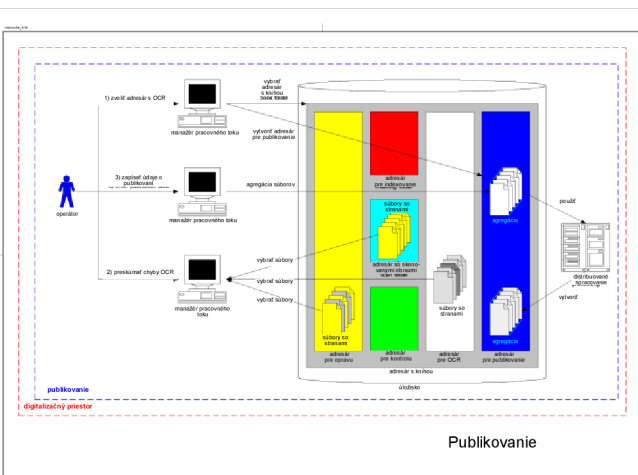 1) zvoliť adresár s OCR
manažér pracovného toku
vybrať
adresár
s knihou
vytvoriť adresár
pre publikovanie
3) zapísať údaje o
publikovaní
manažér pracovného toku
agregácia súborov
operátor
2) preskúmať chyby OCR
manažér pracovného
toku
vybrať súbory
vybrať súbory
vybrať súbory
adresár
pre indexovanie
súbory so
stranami
adresár so skeno-
vanými obrazmi
súbory so
stranami
súbory so
stranami
adresár
pre opravu
adresár
pre kontrolu
adresár
pre OCR
adresár
pre publikovanie
agregácia
agregácia
použiť
distribuované
spracovanie
vytvoriť
adresár s knihou
úložisko
publikovanie
digitalizačný priestor
Publikovanie